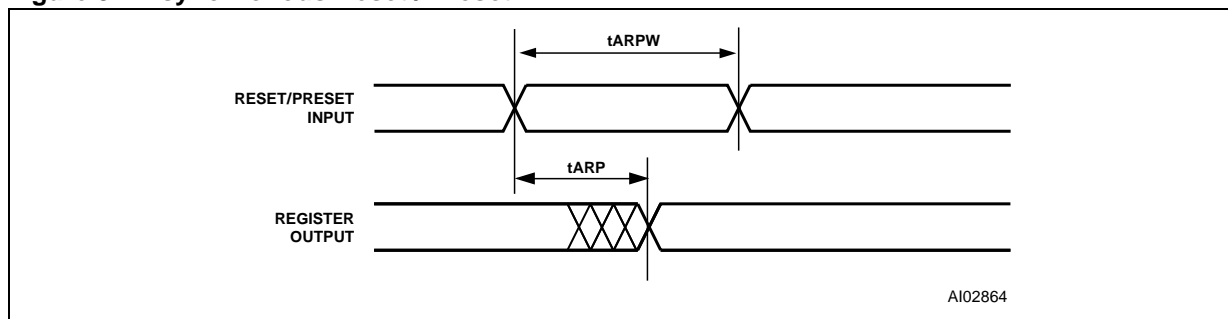 tARPW
RESET/PRESET
INPUT
tARP
REGISTER
OUTPUT
AI02864